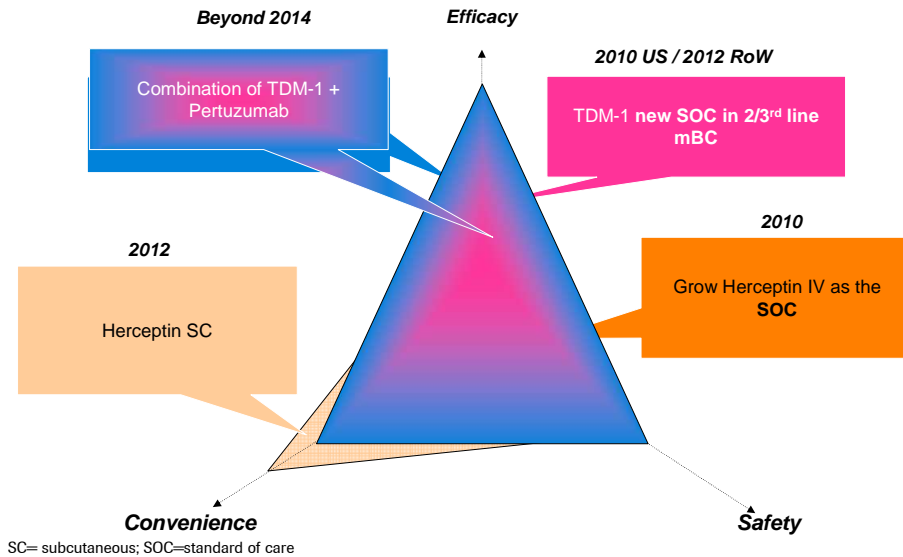 Beyond 2014
Efficacy
2010 US / 2012 RoW
Combination of TDM-1 +
Pertuzumab
TDM-1 new SOC in 2/3rd line
mBC
2010
2012
Grow Herceptin IV as the
SOC
Herceptin SC
Convenience
Safety
SC= subcutaneous; SOC=standard of care